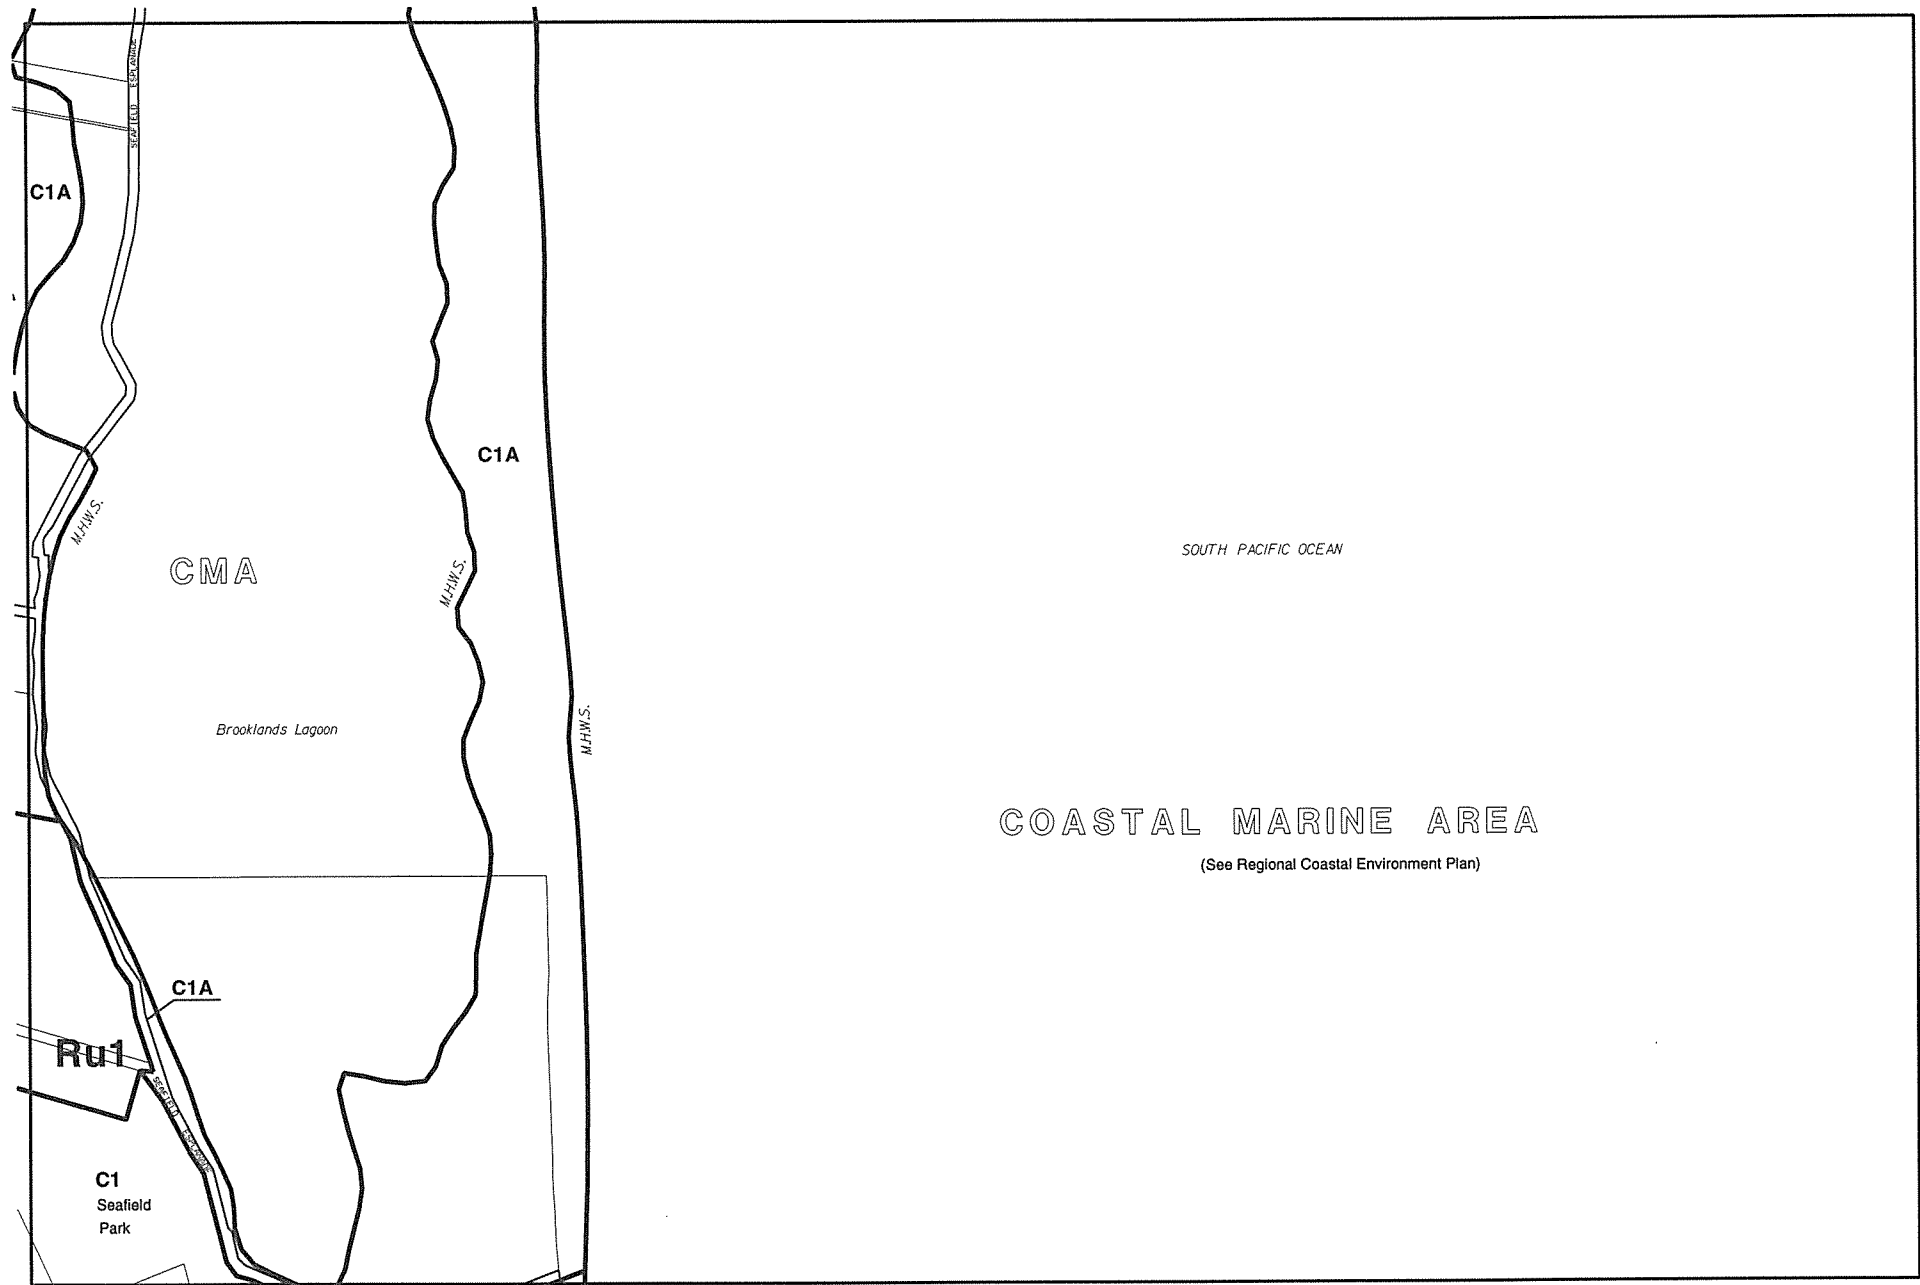 SEAFIELD ESPLANADE
C1A
C1A
M.H.W.S.
SOUTH PACIFIC OCEAN
CMA
M.H.W.S.
Brooklands Lagoon
M.H.W.S.
COASTAL MARINE AREA
(See Regional Coastal Environment Plan)
C1A
Ru1
SEAFIELD ESPLANADE
C1
Seafield
Park